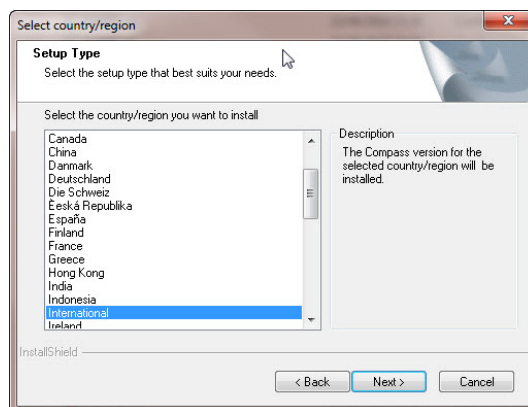 Select country/region
Setup Type
Select the setup type that best suits your needs.
Select the country/region you want to install
Canada
China
Danmark
Deutschland
Die Schweiz
Èeská Republika
España
Finland
France
Greece
Hong Kong
India
Indonesia
International
Ireland
Description
The Compass version for the
selected country/region will be
installed.
InstallShield
< Back
Next >
Cancel